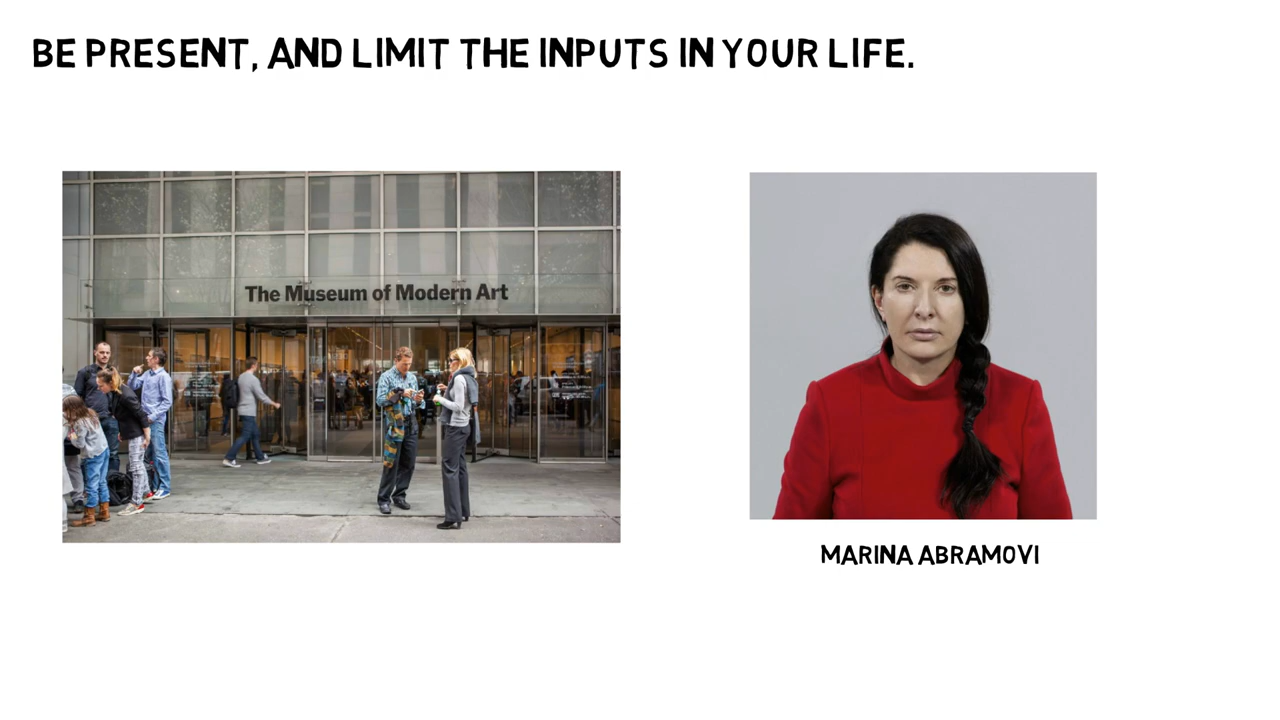 BE PRESENT, AND LIMIT THE INPUTS IN YOUR LIFE.
The Museum of Modern Art
MARINA ABRAMOVI